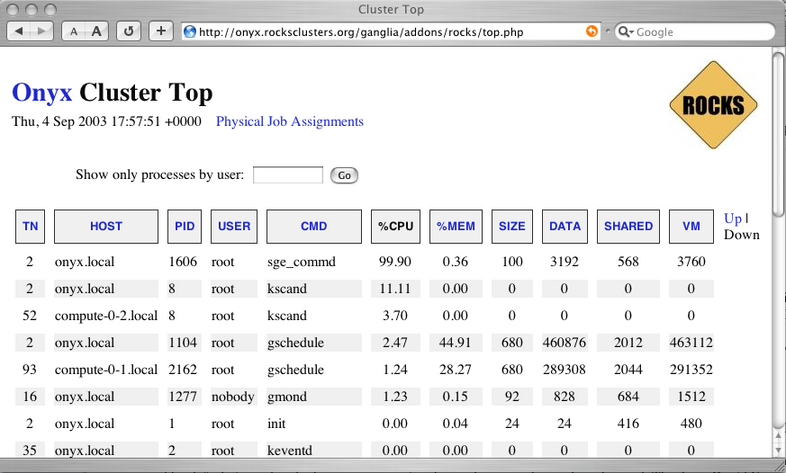 Cluster Top
A A http://onyx.rocksclusters.org/ganglia/addons/rocks/top.php Google
Onyx Cluster Top
ROCKS
Thu, 4 Sep 2003 17:57:51 +0000 Physical Job Assignments
Show only processes by user: Go
TN HOST PID USER CMD %CPU %MEM SIZE DATA SHARED VM Up |
Down
2 onyx.local 1606 root sge_commd 99.90 0.36 100 3192 568 3760
2 onyx.local 8 root kscand 11.11 0.00 0 0 0 0
52 compute-0-2.local 8 root kscand 3.70 0.00 0 0 0 0
2 onyx.local 1104 root gschedule 2.47 44.91 680 460876 2012 463112
93 compute-0-1.local 2162 root gschedule 1.24 28.27 680 289308 2044 291352
16 onyx.local 1277 nobody gmond 1.23 0.15 92 828 684 1512
2 onyx.local 1 root init 0.00 0.04 24 24 416 480
35 onyx.local 2 root keventd 0.00 0.00 0 0 0 0